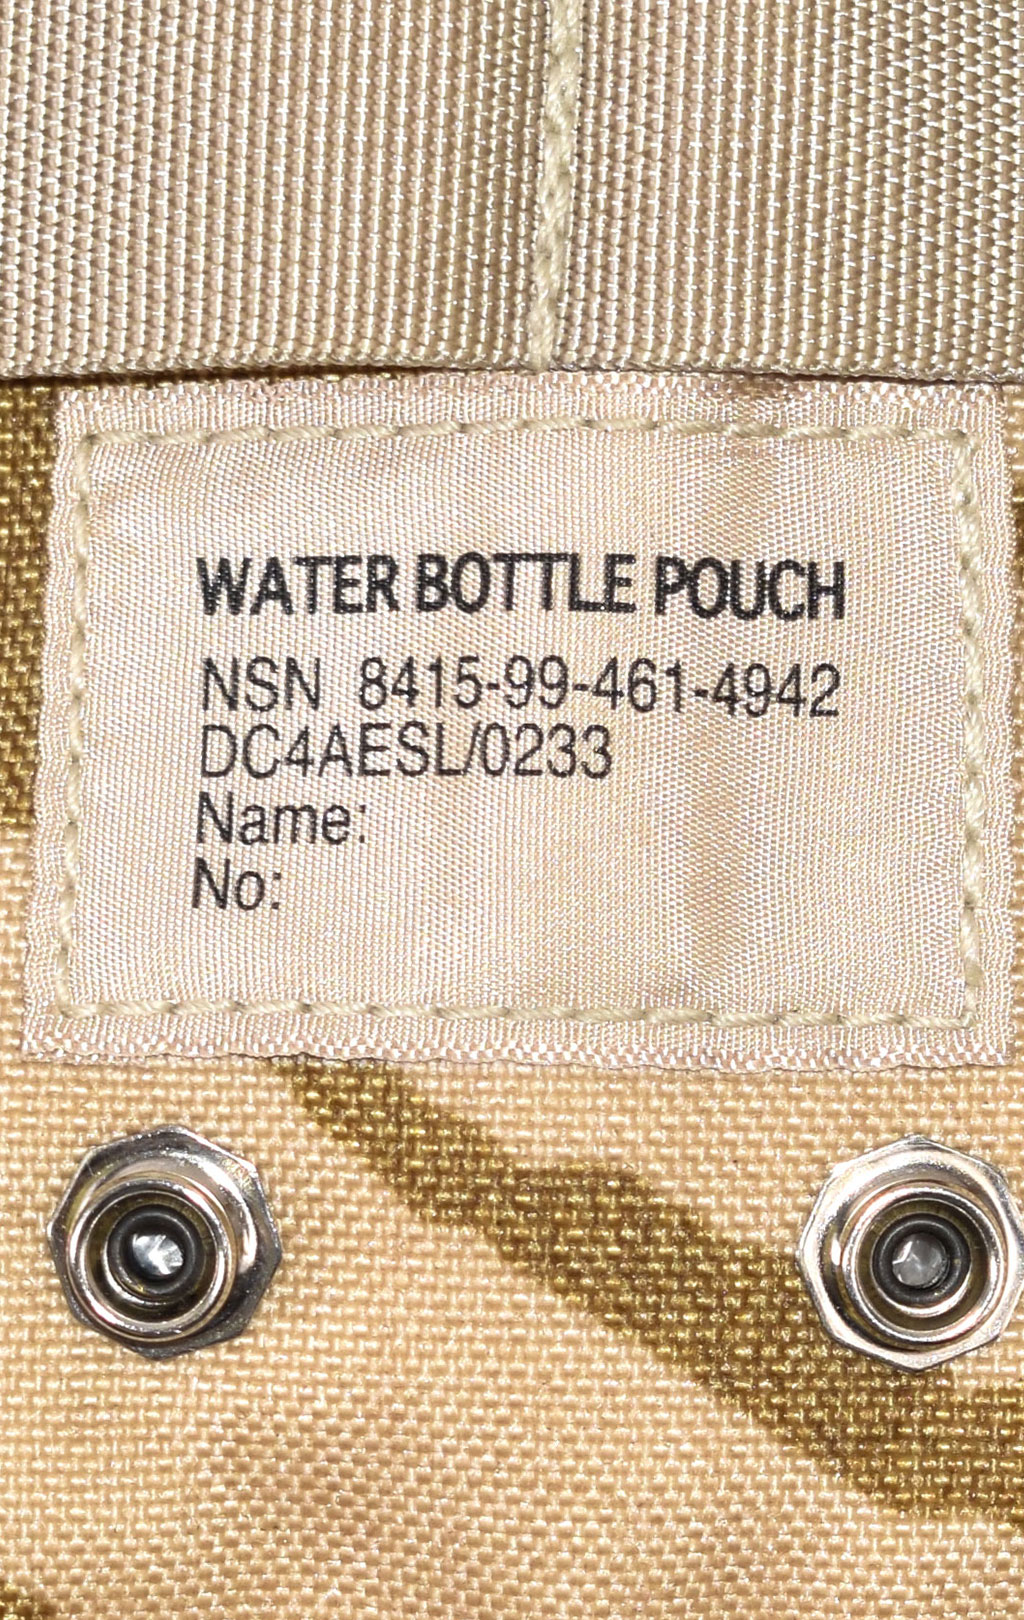 WATER BOTTLE POUCH
NSN 8415-99-461-4942
DC4AESL/0233
Name:
No: